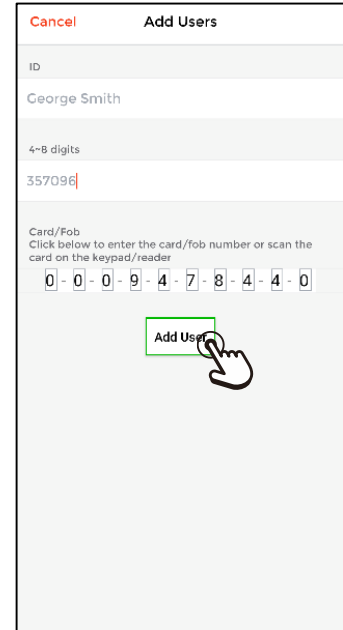 Cancel Add Users
ID
George Smith
4~8 digits
357096
Card/Fob
Click below to enter the card/fob number or scan the
card on the keypad/reader
0-0-0-9-4-7-8-4-4-0
Add User